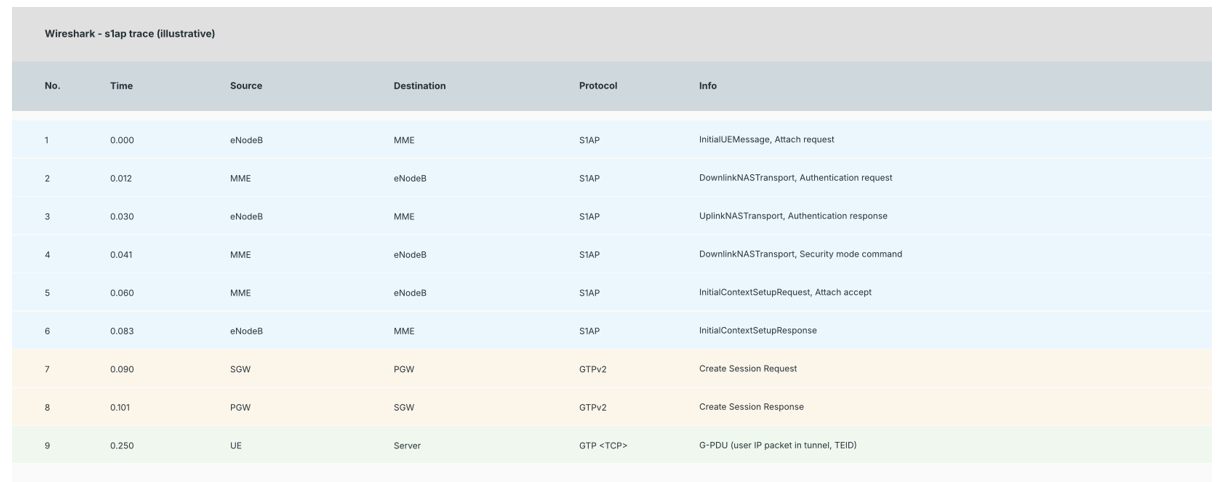 Wireshark - s1ap trace (illustrative)
No. Time Source Destination Protocol Info
1 0.000 eNodeB MME S1AP InitialUEMessage, Attach request
2 0.012 MME eNodeB S1AP DownlinkNASTransport, Authentication request
3 0.030 eNodeB MME S1AP UplinkNASTransport, Authentication response
4 0.041 MME eNodeB S1AP DownlinkNASTransport, Security mode command
5 0.060 MME eNodeB S1AP InitialContextSetupRequest, Attach accept
6 0.083 eNodeB MME S1AP InitialContextSetupResponse
7 0.090 SGW PGW GTPv2 Create Session Request
8 0.101 PGW SGW GTPv2 Create Session Response
9 0.250 UE Server GTP <TCP> G-PDU (user IP packet in tunnel, TEID)